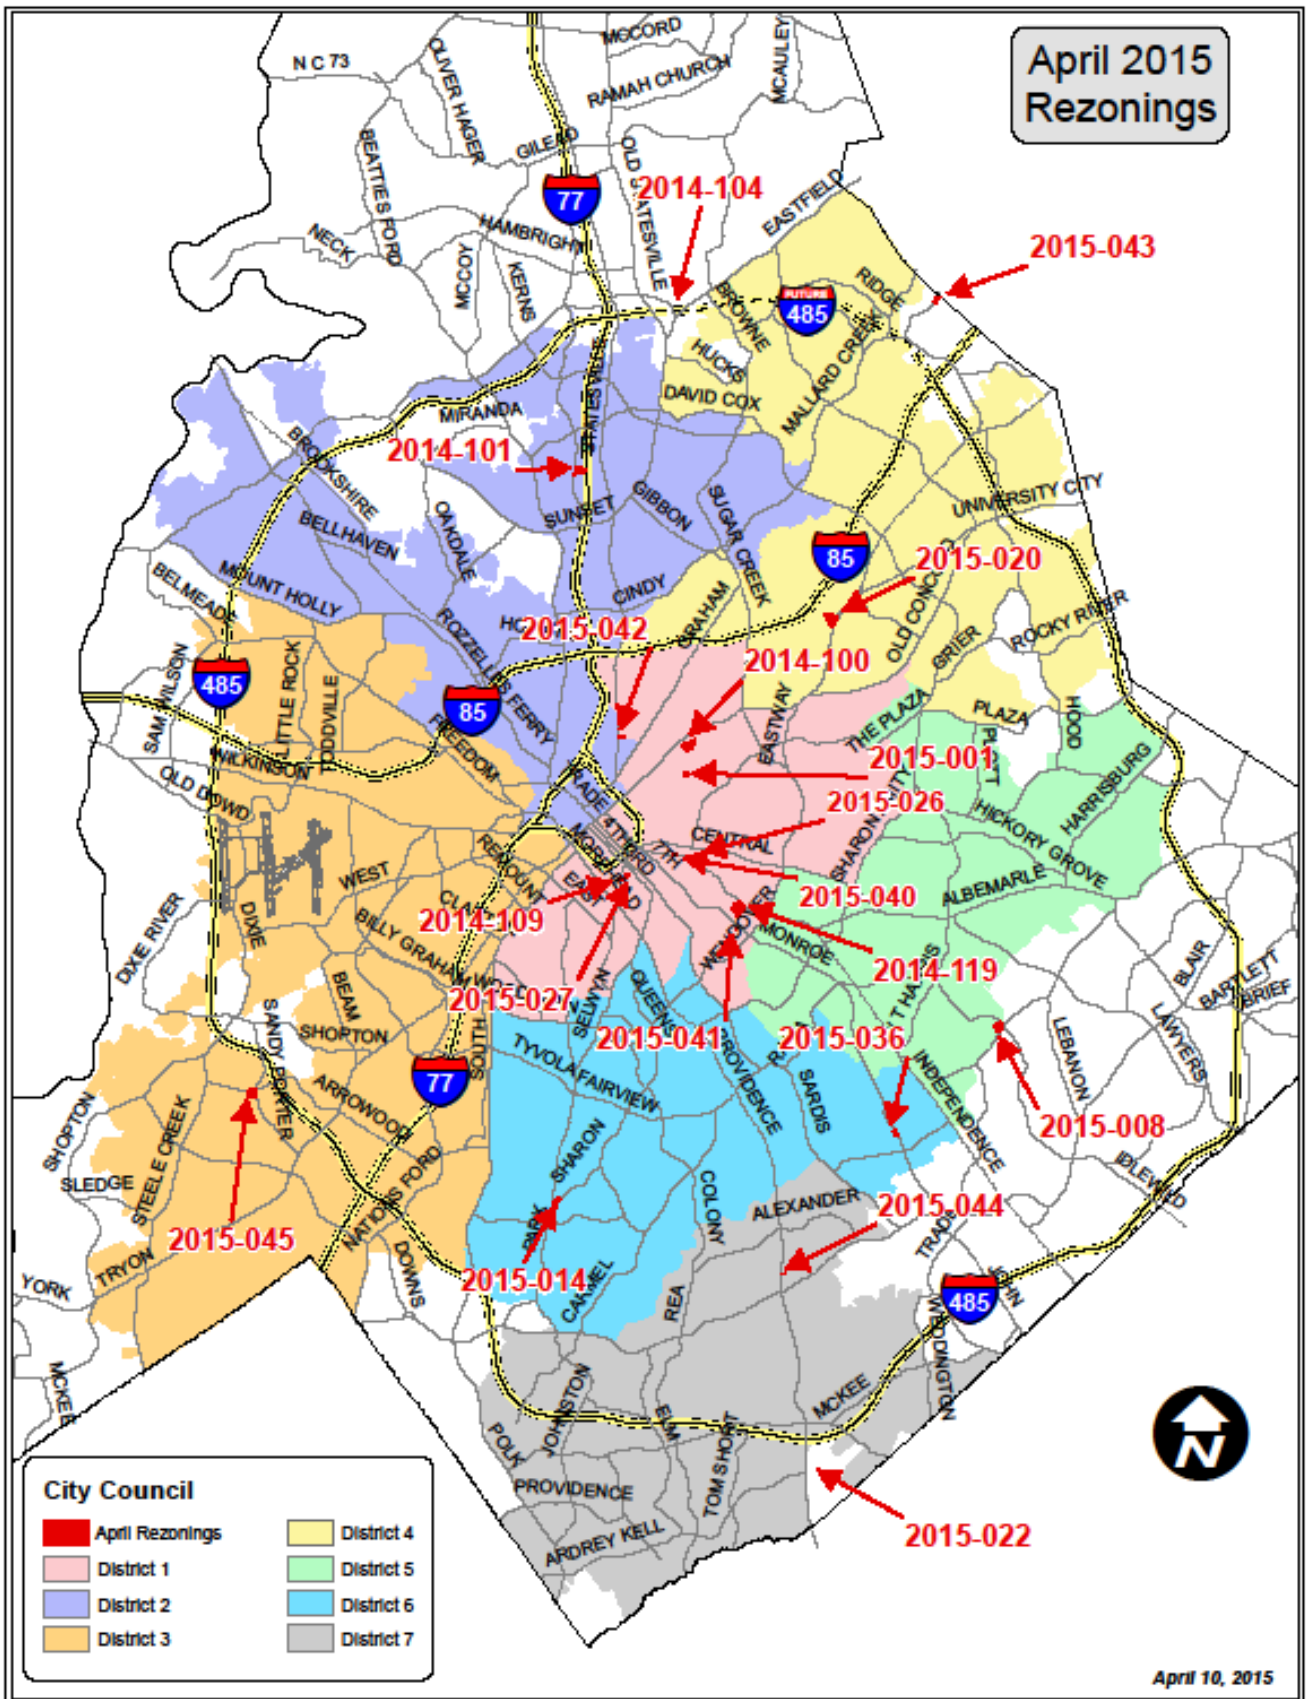 April 2015
Rezonings
MCCORD
MCAULEY
N C 73
OLIVER HAGER
RAMAH CHURCH
GILEAD
BEATTIES FORD
OLD STATESVILLE
77
2014-104
EASTFIELD
NECK
HAMBRIGHT
2015-043
MCCOY
KERNS
BROWNE
RIDGE
FUTURE
485
HUCKS
MALLARD CREEK
STATESVILLE
DAVID COX
MIRANDA
2014-101
BROOKSHIRE
GIBBON
SUGAR CREEK
UNIVERSITY CITY
OAKDALE
SUNSET
BELLHAVEN
85
2015-020
BELMEADE
MOUNT HOLLY
CINDY
GRAHAM
OLD CONCORD
ROCKY RIVER
ROZZELLES FERRY
2015-042
GRIER
2014-100
SAM WILSON
485
LITTLE ROCK
TODDVILLE
85
EASTWAY
THE PLAZA
PLAZA
HOOD
FREEDOM
WILKINSON
2015-001
OLD DOWD
TRADE
HARRISBURG
2015-026
4TH
HICKORY GROVE
CENTRAL
MOREHEAD
7TH
REMOUNT
WEST
EAST
ALBEMARLE
2015-040
DIXIE RIVER
DIXIE
2014-109
BILLY GRAHAM
WENDOVER
MONROE
2014-119
BLAIR
BARTLETT
BRIEF
BEAM
2015-027
SELWYN
QUEENS
SANDY PORTER
SHOPTON
2015-041
2015-036
LEBANON
LAWYERS
SOUTH
TYVOLA
FAIRVIEW
PROVIDENCE
SARDIS
INDEPENDENCE
77
ARROWOOD
SHOPTON
STEELE CREEK
SHARON
2015-008
NATIONS FORD
IDLEWILD
SLEDGE
COLONY
ALEXANDER
2015-044
2015-045
PARK
TRADE
TRYON
DOWNS
2015-014
YORK
CARMEL
REA
485
JOHN
WEDDINGTON
MCKEE
JOHNSTON
MCKEE
ELM
POLK
TOM SHORT
PROVIDENCE
2015-022
ARDREY KELL
N
City Council
April Rezonings
District 1
District 2
District 3
District 4
District 5
District 6
District 7
April 10, 2015